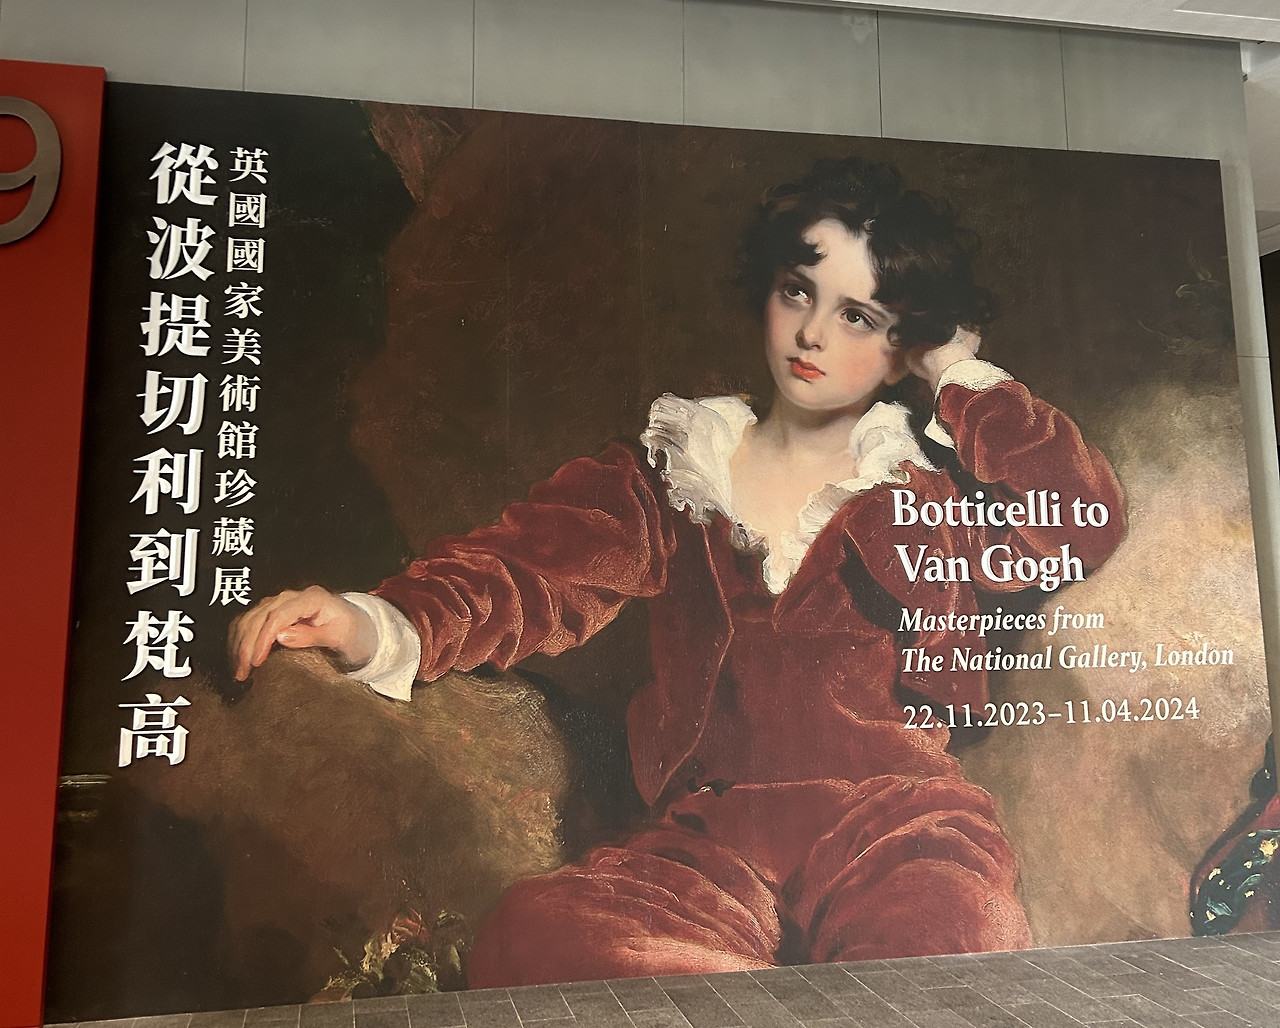 9
英國國家美術館珍藏展
從波提切利到梵高
Botticelli to
Van Gogh
Masterpieces from
The National Gallery, London
22.11.2023–11.04.2024